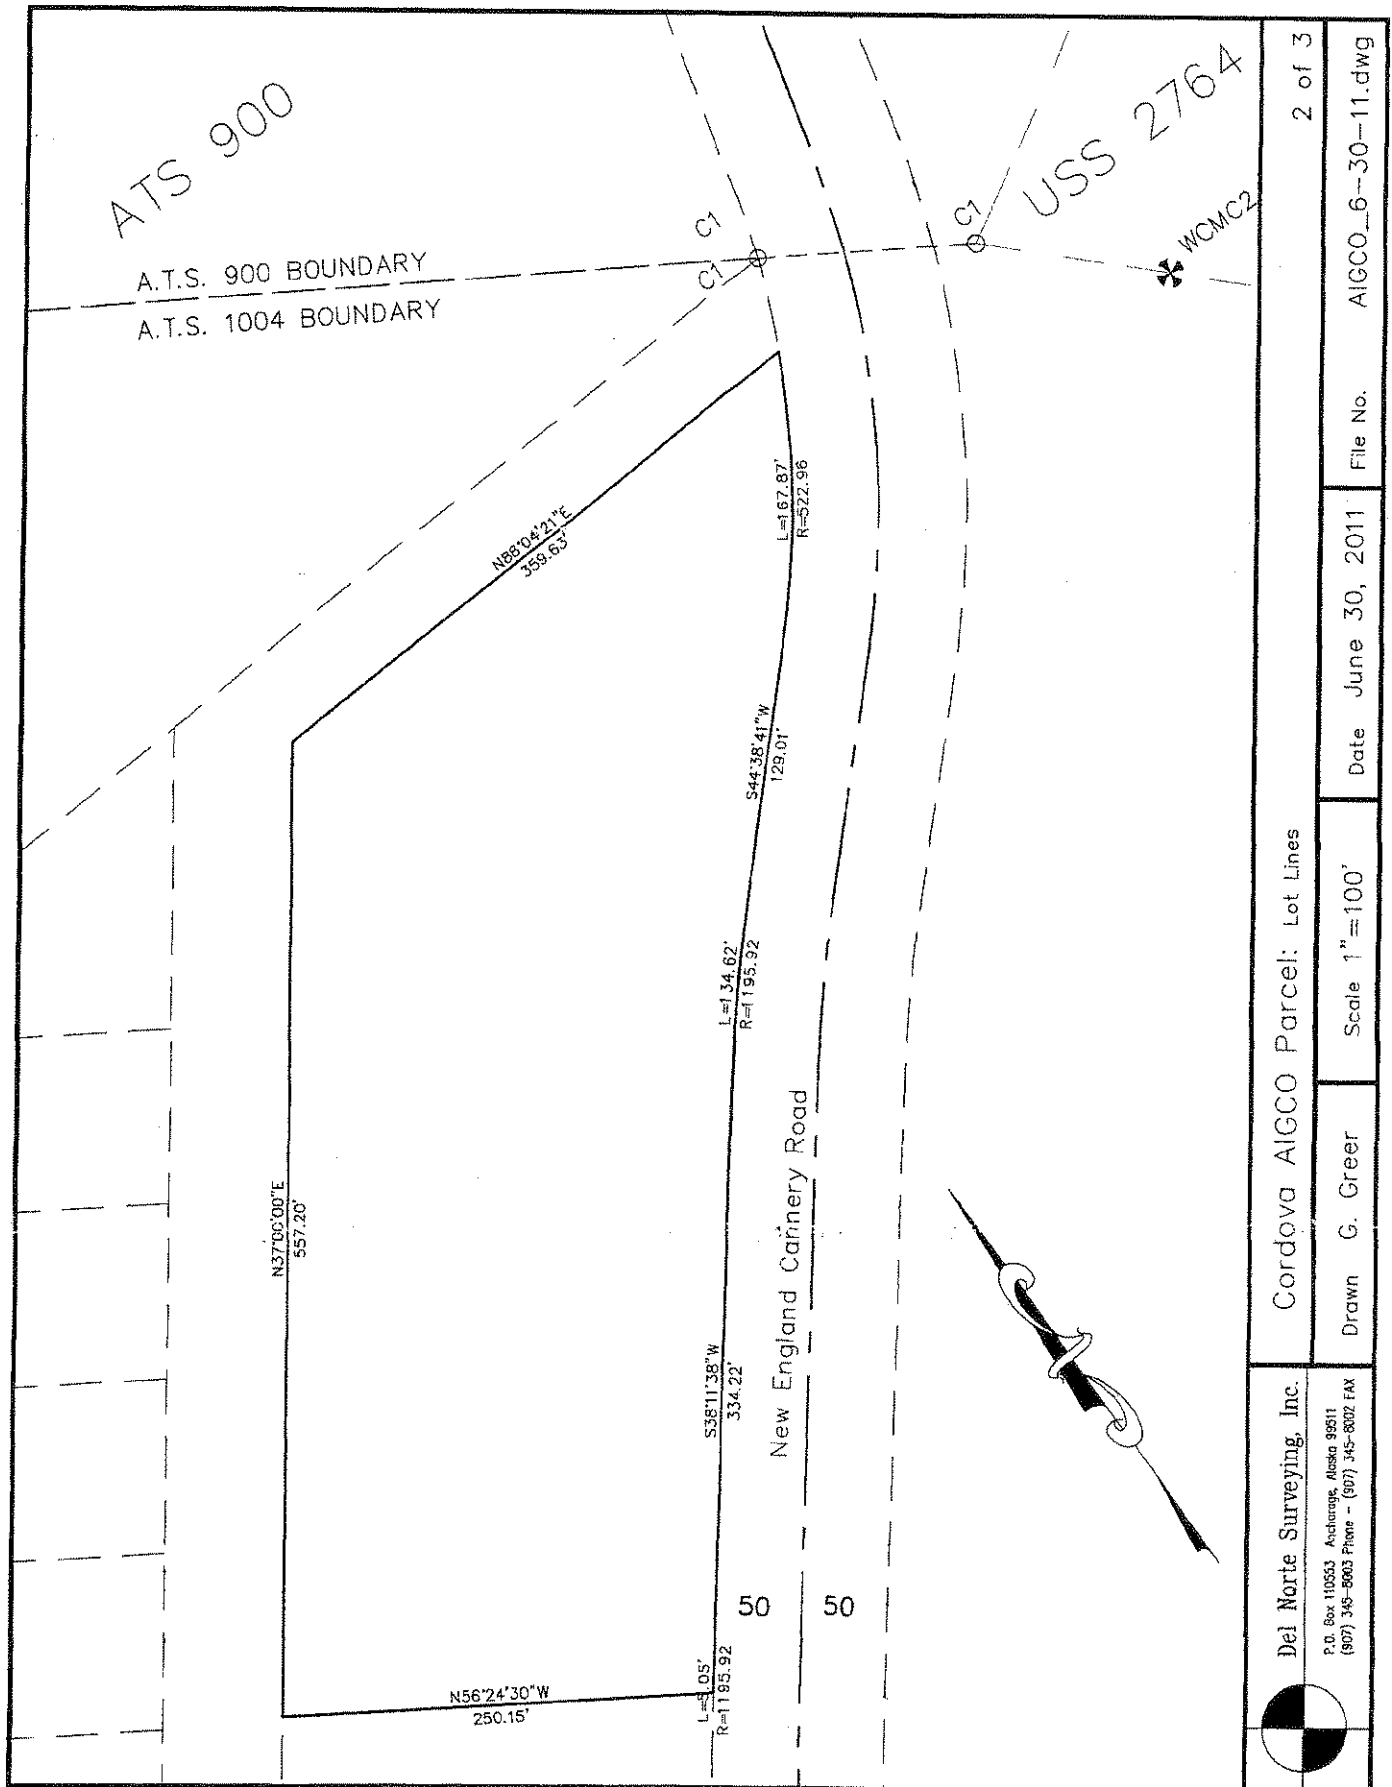 ATS 900
A.T.S. 900 BOUNDARY
A.T.S. 1004 BOUNDARY
C1
C1
C1
USS 2764
WCMC2
N88°04'21"E
359.63'
L=167.87'
R=522.96
S44°38'41"W
129.01'
L=134.62'
R=1195.92
N37°00'00"E
557.20'
S38°11'38"W
334.22'
New England Cannery Road
50
50
N56°24'30"W
250.15'
L=5.05'
R=1195.92
Cordova AIGCO Parcel: Lot Lines
2 of 3
Drawn G. Greer
Scale 1"=100'
Date June 30, 2011
File No. AIGCO_6-30-11.dwg
Del Norte Surveying, Inc.
P.O. Box 110553 Anchorage, Alaska 99511
(907) 345-8003 Phone - (907) 345-8002 FAX